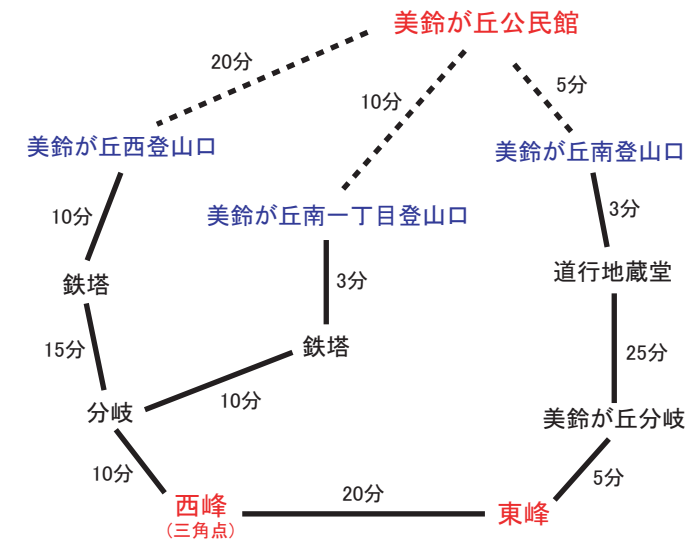 美鈴が丘公民館
20分
10分
5分
美鈴が丘西登山口
美鈴が丘南登山口
美鈴が丘南一丁目登山口
10分
3分
鉄塔
3分
道行地蔵堂
15分
鉄塔
25分
10分
分岐
美鈴が丘分岐
10分
5分
西峰
(三角点)
20分
東峰